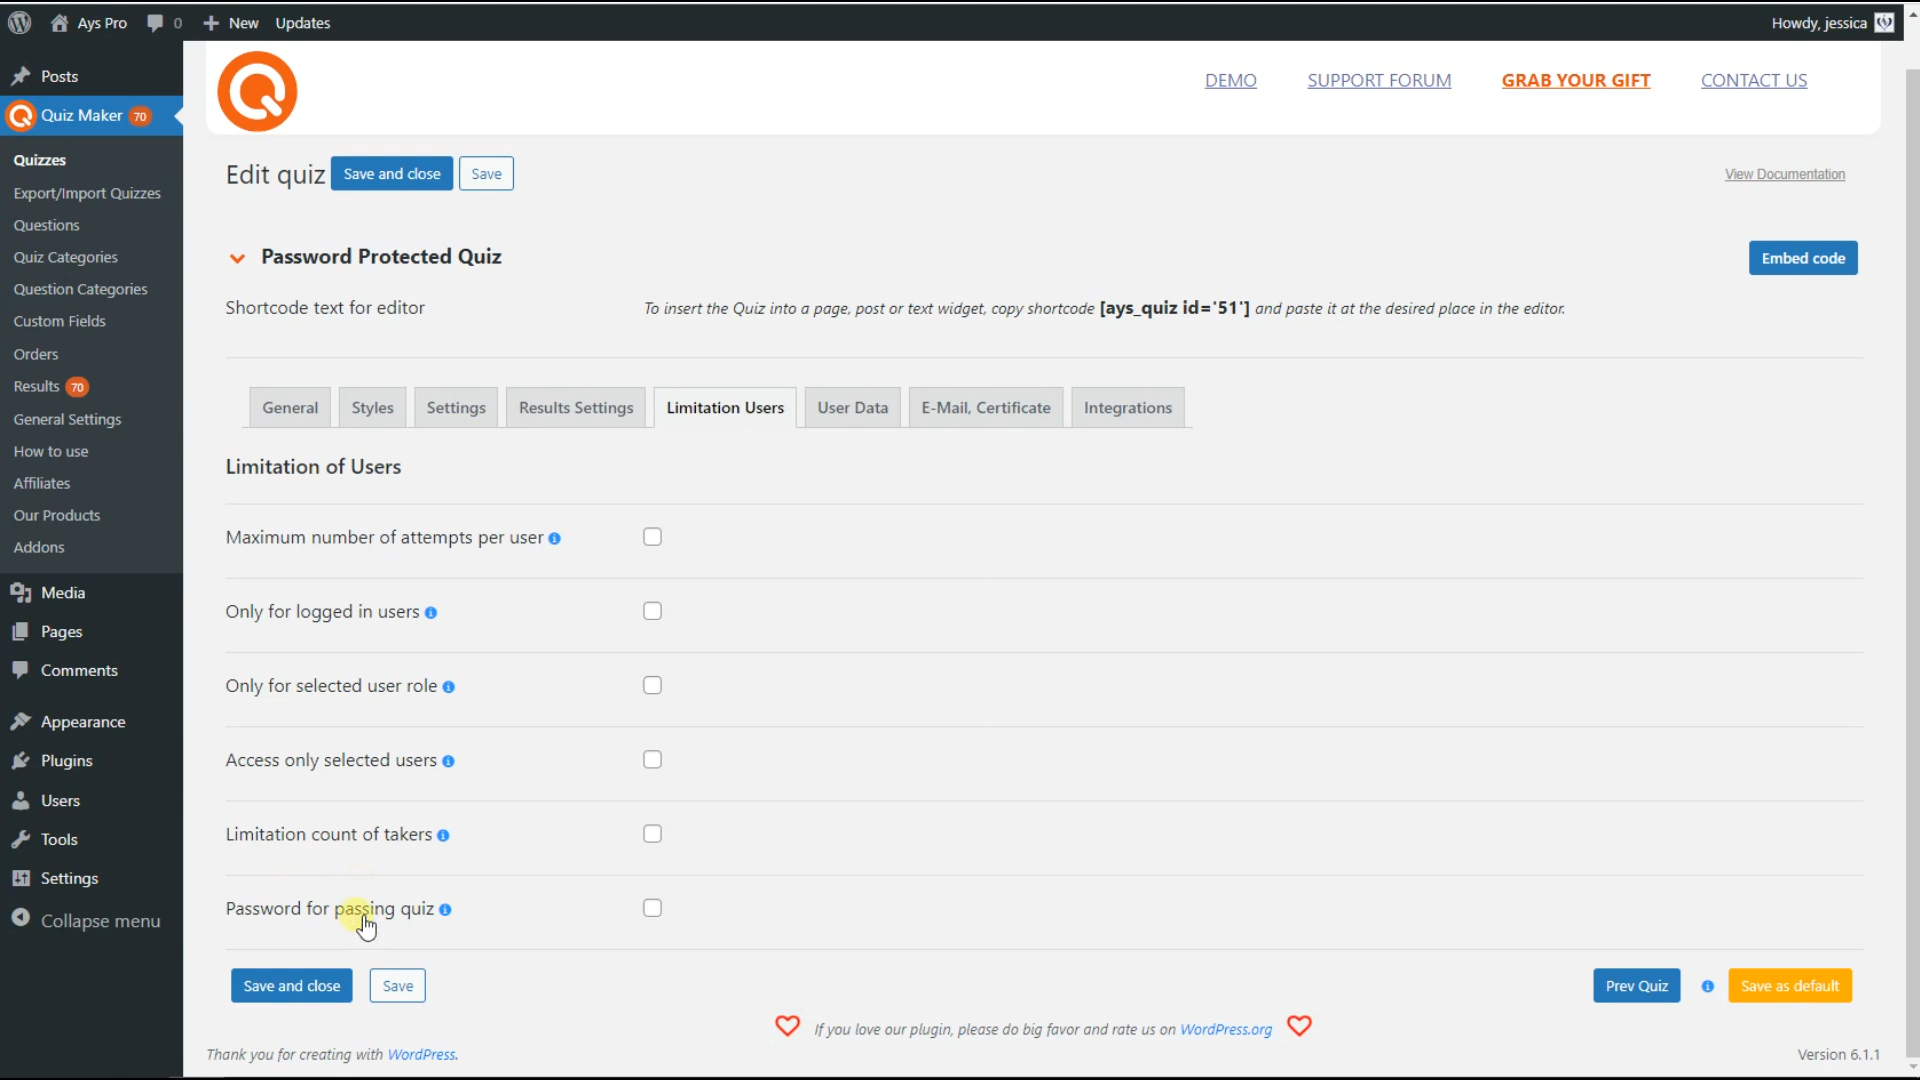 Ays Pro 0 New Updates Howdy, jessica
Posts
Quiz Maker 70
Quizzes
Export/Import Quizzes
Questions
Quiz Categories
Question Categories
Custom Fields
Orders
Results 70
General Settings
How to use
Affiliates
Our Products
Addons
Media
Pages
Comments
Appearance
Plugins
Users
Tools
Settings
Collapse menu
DEMO SUPPORT FORUM GRAB YOUR GIFT CONTACT US
Edit quiz Save and close Save View Documentation
Password Protected Quiz Embed code
Shortcode text for editor To insert the Quiz into a page, post or text widget, copy shortcode [ays_quiz id='51'] and paste it at the desired place in the editor.
General Styles Settings Results Settings Limitation Users User Data E-Mail, Certificate Integrations
Limitation of Users
Maximum number of attempts per user
Only for logged in users
Only for selected user role
Access only selected users
Limitation count of takers
Password for passing quiz
Save and close Save Prev Quiz Save as default
If you love our plugin, please do big favor and rate us on WordPress.org
Thank you for creating with WordPress. Version 6.1.1